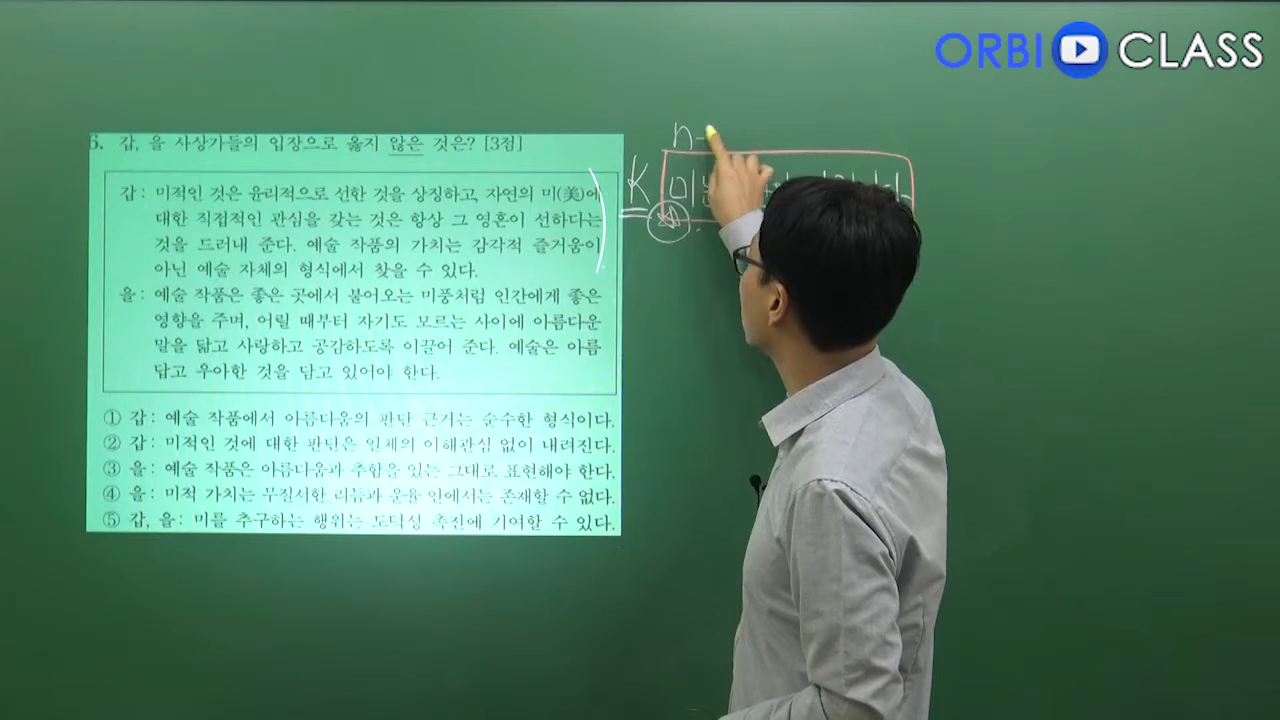 ORBI CLASS
6. 갑, 을 사상가들의 입장으로 옳지 않은 것은? [3점]
갑: 미적인 것은 윤리적으로 선한 것을 상징하고, 자연의 미(美)에
대한 직접적인 관심을 갖는 것은 항상 그 영혼이 선하다는
것을 드러내 준다. 예술 작품의 가치는 감각적 즐거움이
아닌 예술 자체의 형식에서 찾을 수 있다.
을: 예술 작품은 좋은 곳에서 불어오는 미풍처럼 인간에게 좋은
영향을 주며, 어릴 때부터 자기도 모르는 사이에 아름다운
말을 닮고 사랑하고 공감하도록 이끌어 준다. 예술은 아름
답고 우아한 것을 담고 있어야 한다.
① 갑: 예술 작품에서 아름다움의 판단 근거는 순수한 형식이다.
② 갑: 미적인 것에 대한 판단은 일체의 이해관심 없이 내려진다.
③ 을: 예술 작품은 아름다움과 추함을 있는 그대로 표현해야 한다.
④ 을: 미적 가치는 무질서한 리듬과 운율 안에서는 존재할 수 없다.
⑤ 갑, 을: 미를 추구하는 행위는 도덕성 촉진에 기여할 수 있다.
n-
K